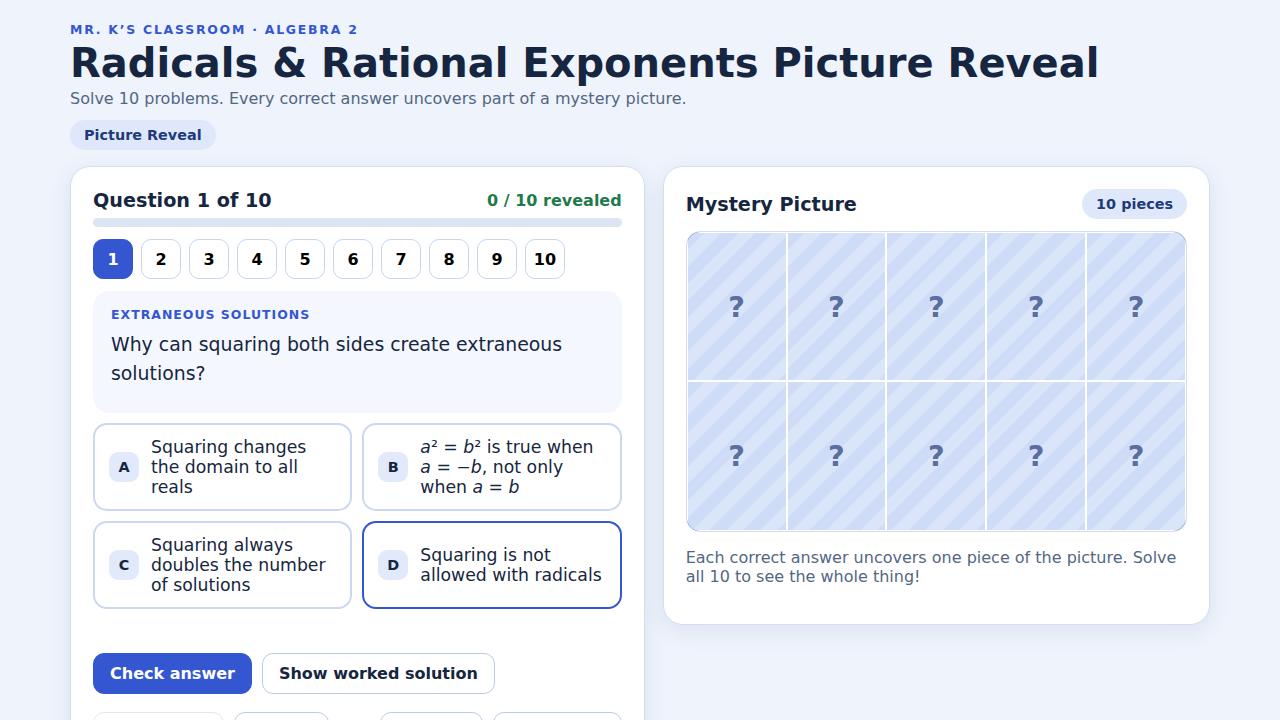 MR. K’S CLASSROOM · ALGEBRA 2
Radicals & Rational Exponents Picture Reveal
Solve 10 problems. Every correct answer uncovers part of a mystery picture.
Picture Reveal
Question 1 of 10
0 / 10 revealed
1 2 3 4 5 6 7 8 9 10
EXTRANEOUS SOLUTIONS
Why can squaring both sides create extraneous
solutions?
A
Squaring changes
the domain to all
reals
B
a² = b² is true when
a = −b, not only
when a = b
C
Squaring always
doubles the number
of solutions
D
Squaring is not
allowed with radicals
Check answer
Show worked solution
Mystery Picture
10 pieces
? ? ? ? ?
? ? ? ? ?
Each correct answer uncovers one piece of the picture. Solve
all 10 to see the whole thing!